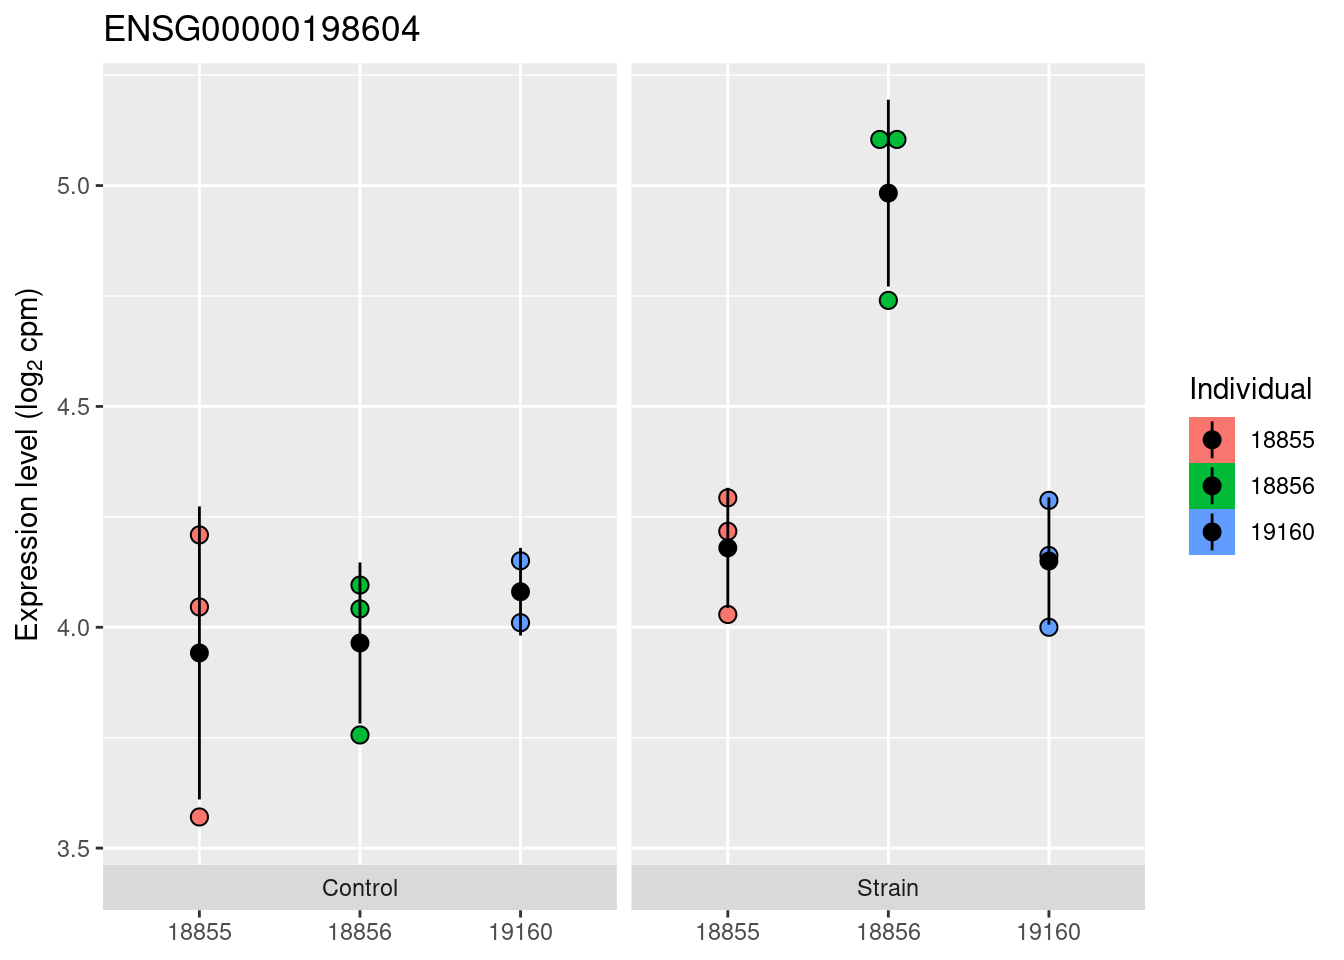 ENSG00000198604
Expression level (log₂ cpm)
5.0
4.5
4.0
3.5
Control
Strain
18855
18856
19160
18855
18856
19160
Individual
18855
18856
19160